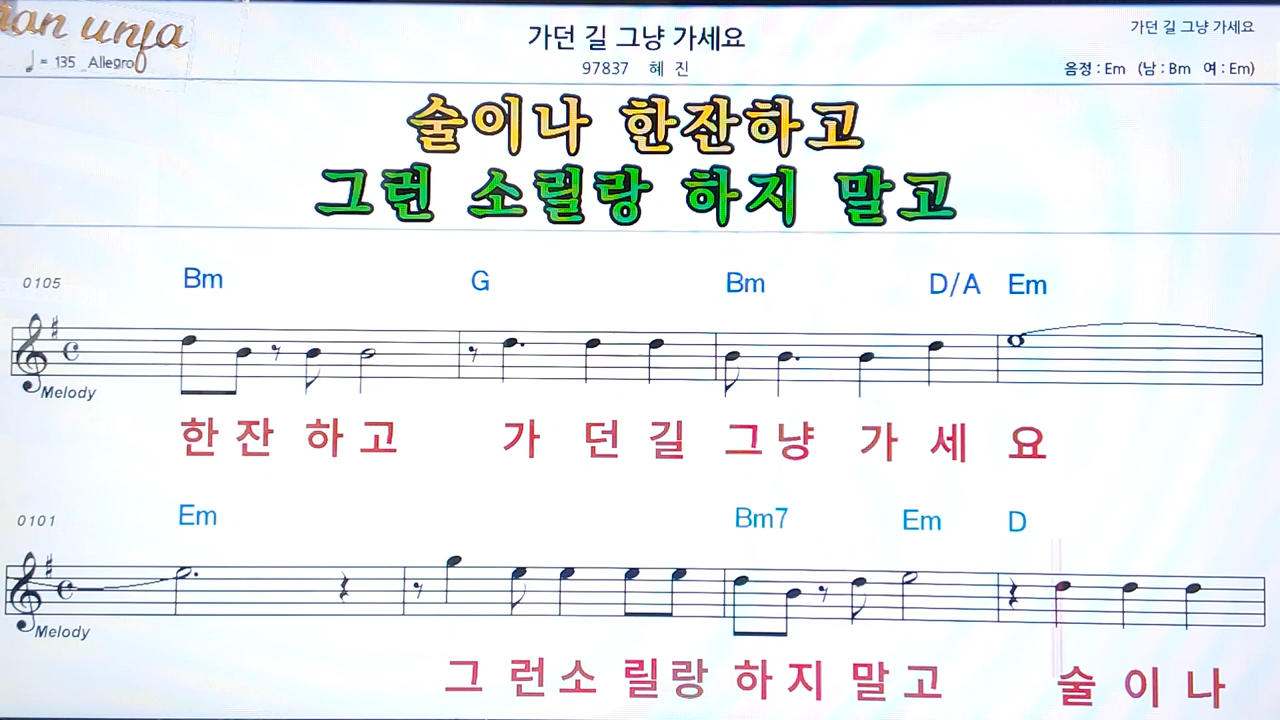 가던 길 그냥 가세요
가던 길 그냥 가세요
♩ = 135 Allegro
97837 혜 진
음정 : Em (남 : Bm 여 : Em)
술이나 한잔하고
그런 소릴랑 하지 말고
0105 Bm G Bm D/A Em
Melody
한 잔 하 고 가 던 길 그 냥 가 세 요
0101 Em Bm7 Em D
Melody
그 런 소 릴 랑 하 지 말 고 술 이 나